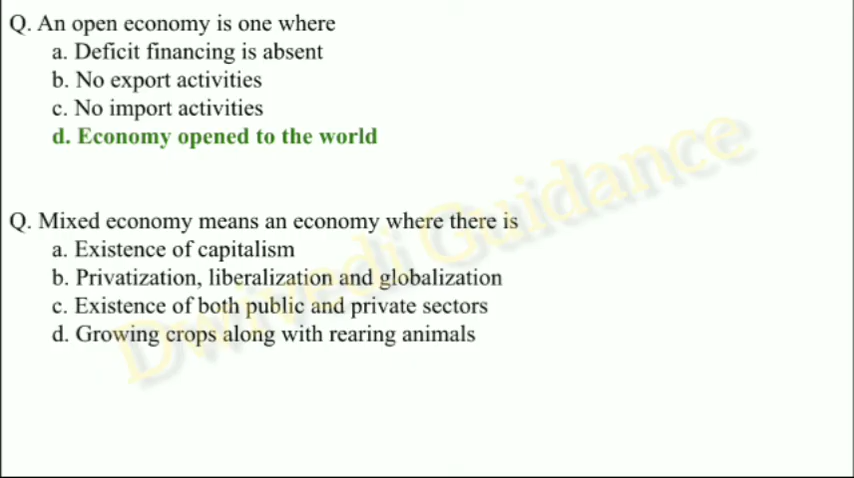 Q. An open economy is one where
a. Deficit financing is absent
b. No export activities
c. No import activities
d. Economy opened to the world
Q. Mixed economy means an economy where there is
a. Existence of capitalism
b. Privatization, liberalization and globalization
c. Existence of both public and private sectors
d. Growing crops along with rearing animals
Dwivedi Guidance